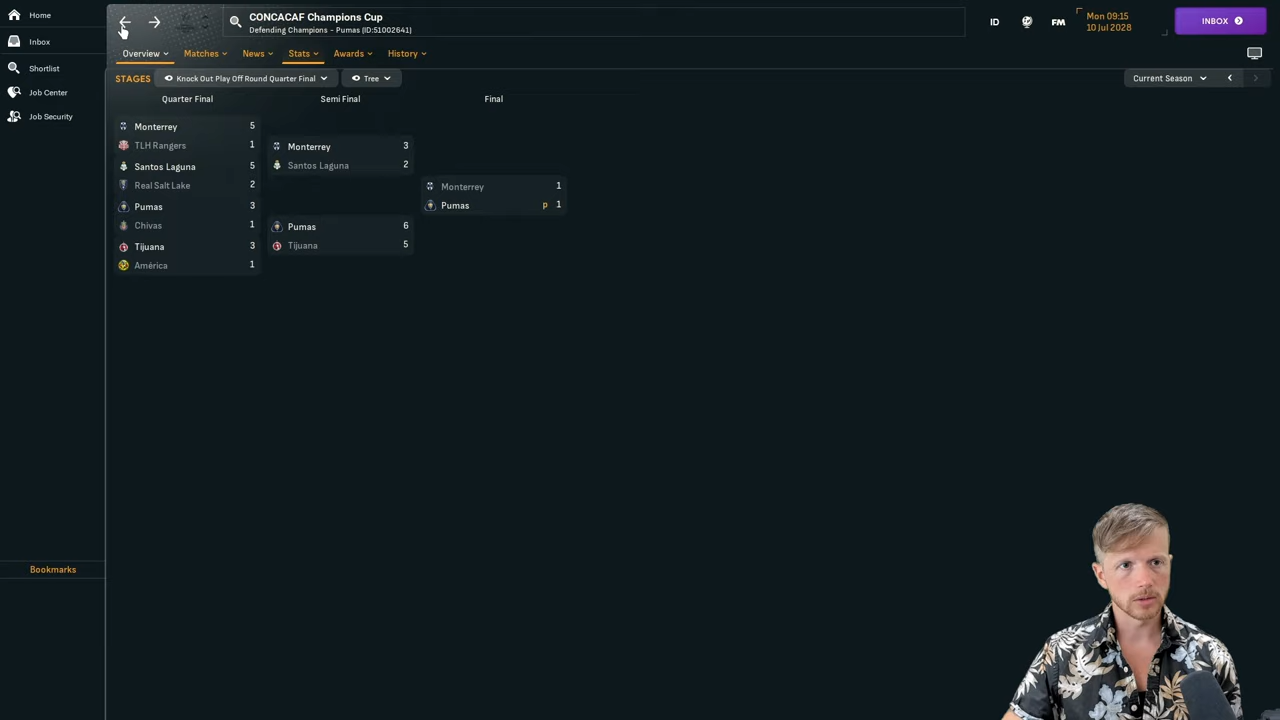 Home
Inbox
Shortlist
Job Center
Job Security
Bookmarks
CONCACAF Champions Cup
Defending Champions - Pumas (ID:51002641)
ID
FM
Mon 09:15
10 Jul 2028
INBOX
Overview
Matches
News
Stats
Awards
History
STAGES
Knock Out Play Off Round Quarter Final
Tree
Current Season
Quarter Final
Semi Final
Final
Monterrey 5
TLH Rangers 1
Santos Laguna 5
Real Salt Lake 2
Pumas 3
Chivas 1
Tijuana 3
América 1
Monterrey 3
Santos Laguna 2
Pumas 6
Tijuana 5
Monterrey 1
Pumas p 1